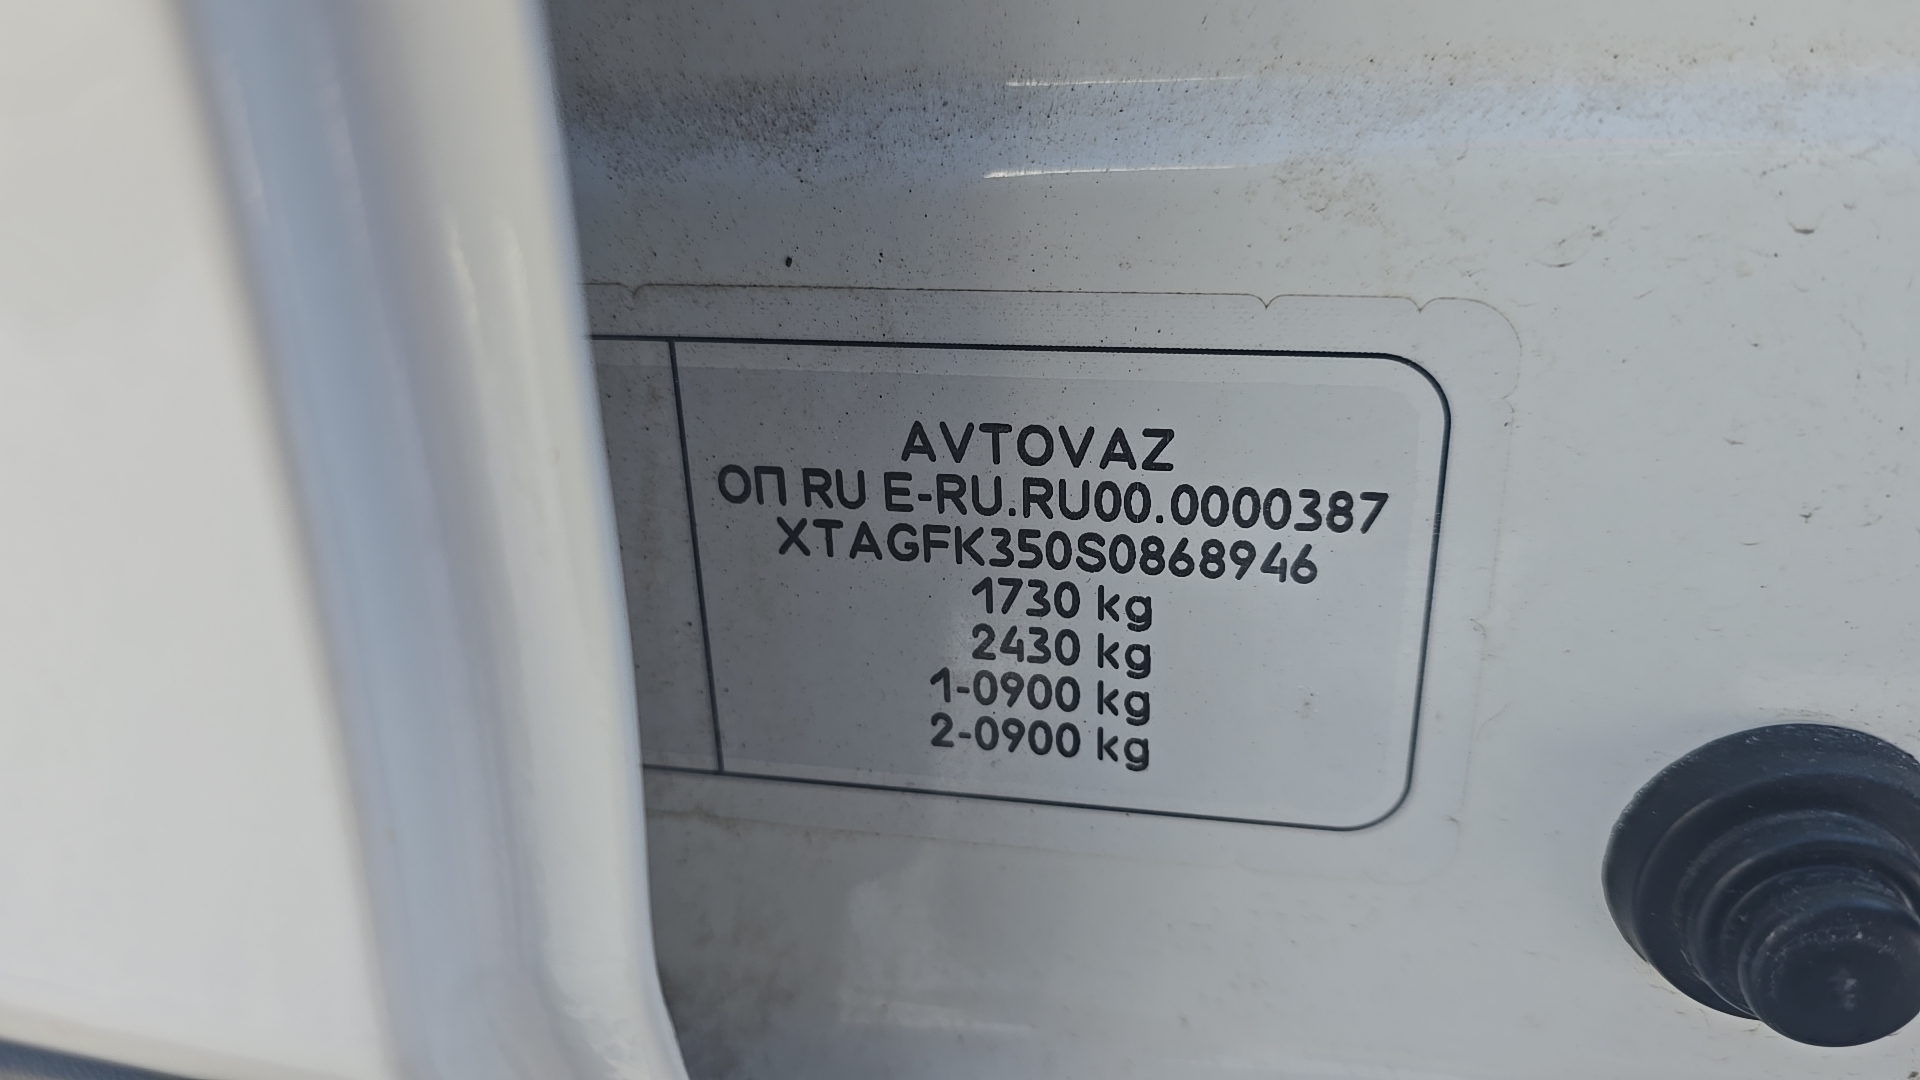 AVTOVAZ
ОП RU E-RU.RU00.0000387
XTAGFK350S0868946
1730 kg
2430 kg
1-0900 kg
2-0900 kg